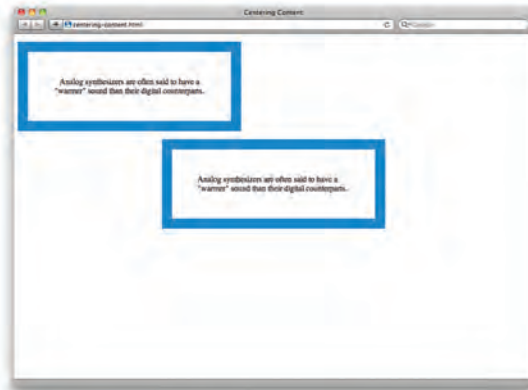 Centering Content
centering-content.html
Analog synthesizers are often said to have a
"warmer" sound than their digital counterparts.
Analog synthesizers are often said to have a
"warmer" sound than their digital counterparts.